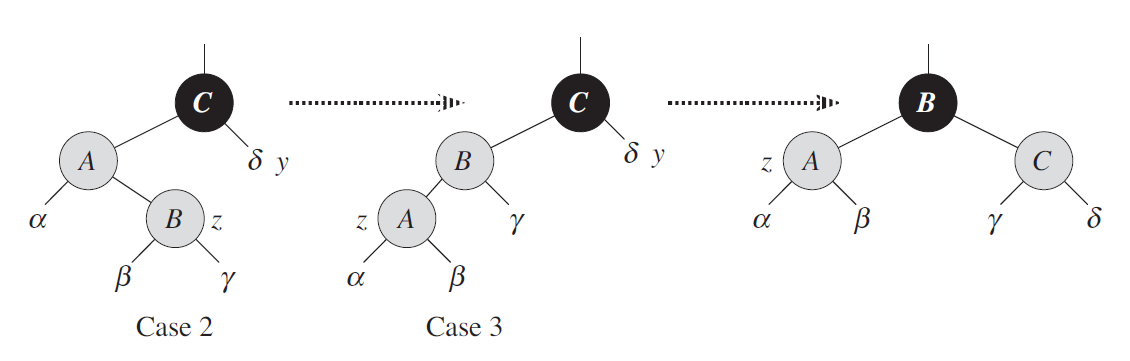 C C B
A δ y B δ y z A C
α B z z A γ α β γ δ
β γ α β
Case 2 Case 3